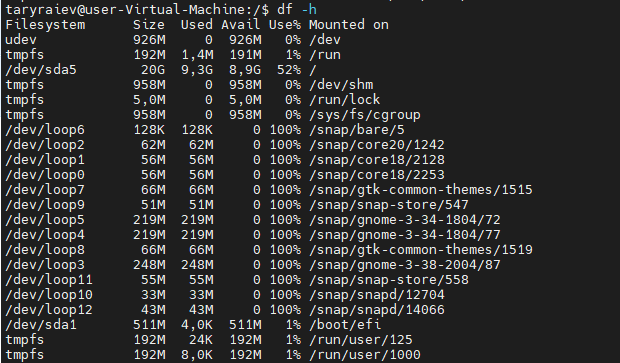 taryraiev@user-Virtual-Machine:/$ df -h
Filesystem      Size  Used Avail Use% Mounted on
udev            926M     0  926M   0% /dev
tmpfs           192M  1,4M  191M   1% /run
/dev/sda5        20G  9,3G  8,9G  52% /
tmpfs           958M     0  958M   0% /dev/shm
tmpfs           5,0M     0  5,0M   0% /run/lock
tmpfs           958M     0  958M   0% /sys/fs/cgroup
/dev/loop6      128K  128K     0 100% /snap/bare/5
/dev/loop2       62M   62M     0 100% /snap/core20/1242
/dev/loop1       56M   56M     0 100% /snap/core18/2128
/dev/loop0       56M   56M     0 100% /snap/core18/2253
/dev/loop7       66M   66M     0 100% /snap/gtk-common-themes/1515
/dev/loop9       51M   51M     0 100% /snap/snap-store/547
/dev/loop5      219M  219M     0 100% /snap/gnome-3-34-1804/72
/dev/loop4      219M  219M     0 100% /snap/gnome-3-34-1804/77
/dev/loop8       66M   66M     0 100% /snap/gtk-common-themes/1519
/dev/loop3      248M  248M     0 100% /snap/gnome-3-38-2004/87
/dev/loop11      55M   55M     0 100% /snap/snap-store/558
/dev/loop10      33M   33M     0 100% /snap/snapd/12704
/dev/loop12      43M   43M     0 100% /snap/snapd/14066
/dev/sda1       511M  4,0K  511M   1% /boot/efi
tmpfs           192M   24K  192M   1% /run/user/125
tmpfs           192M  8,0K  192M   1% /run/user/1000